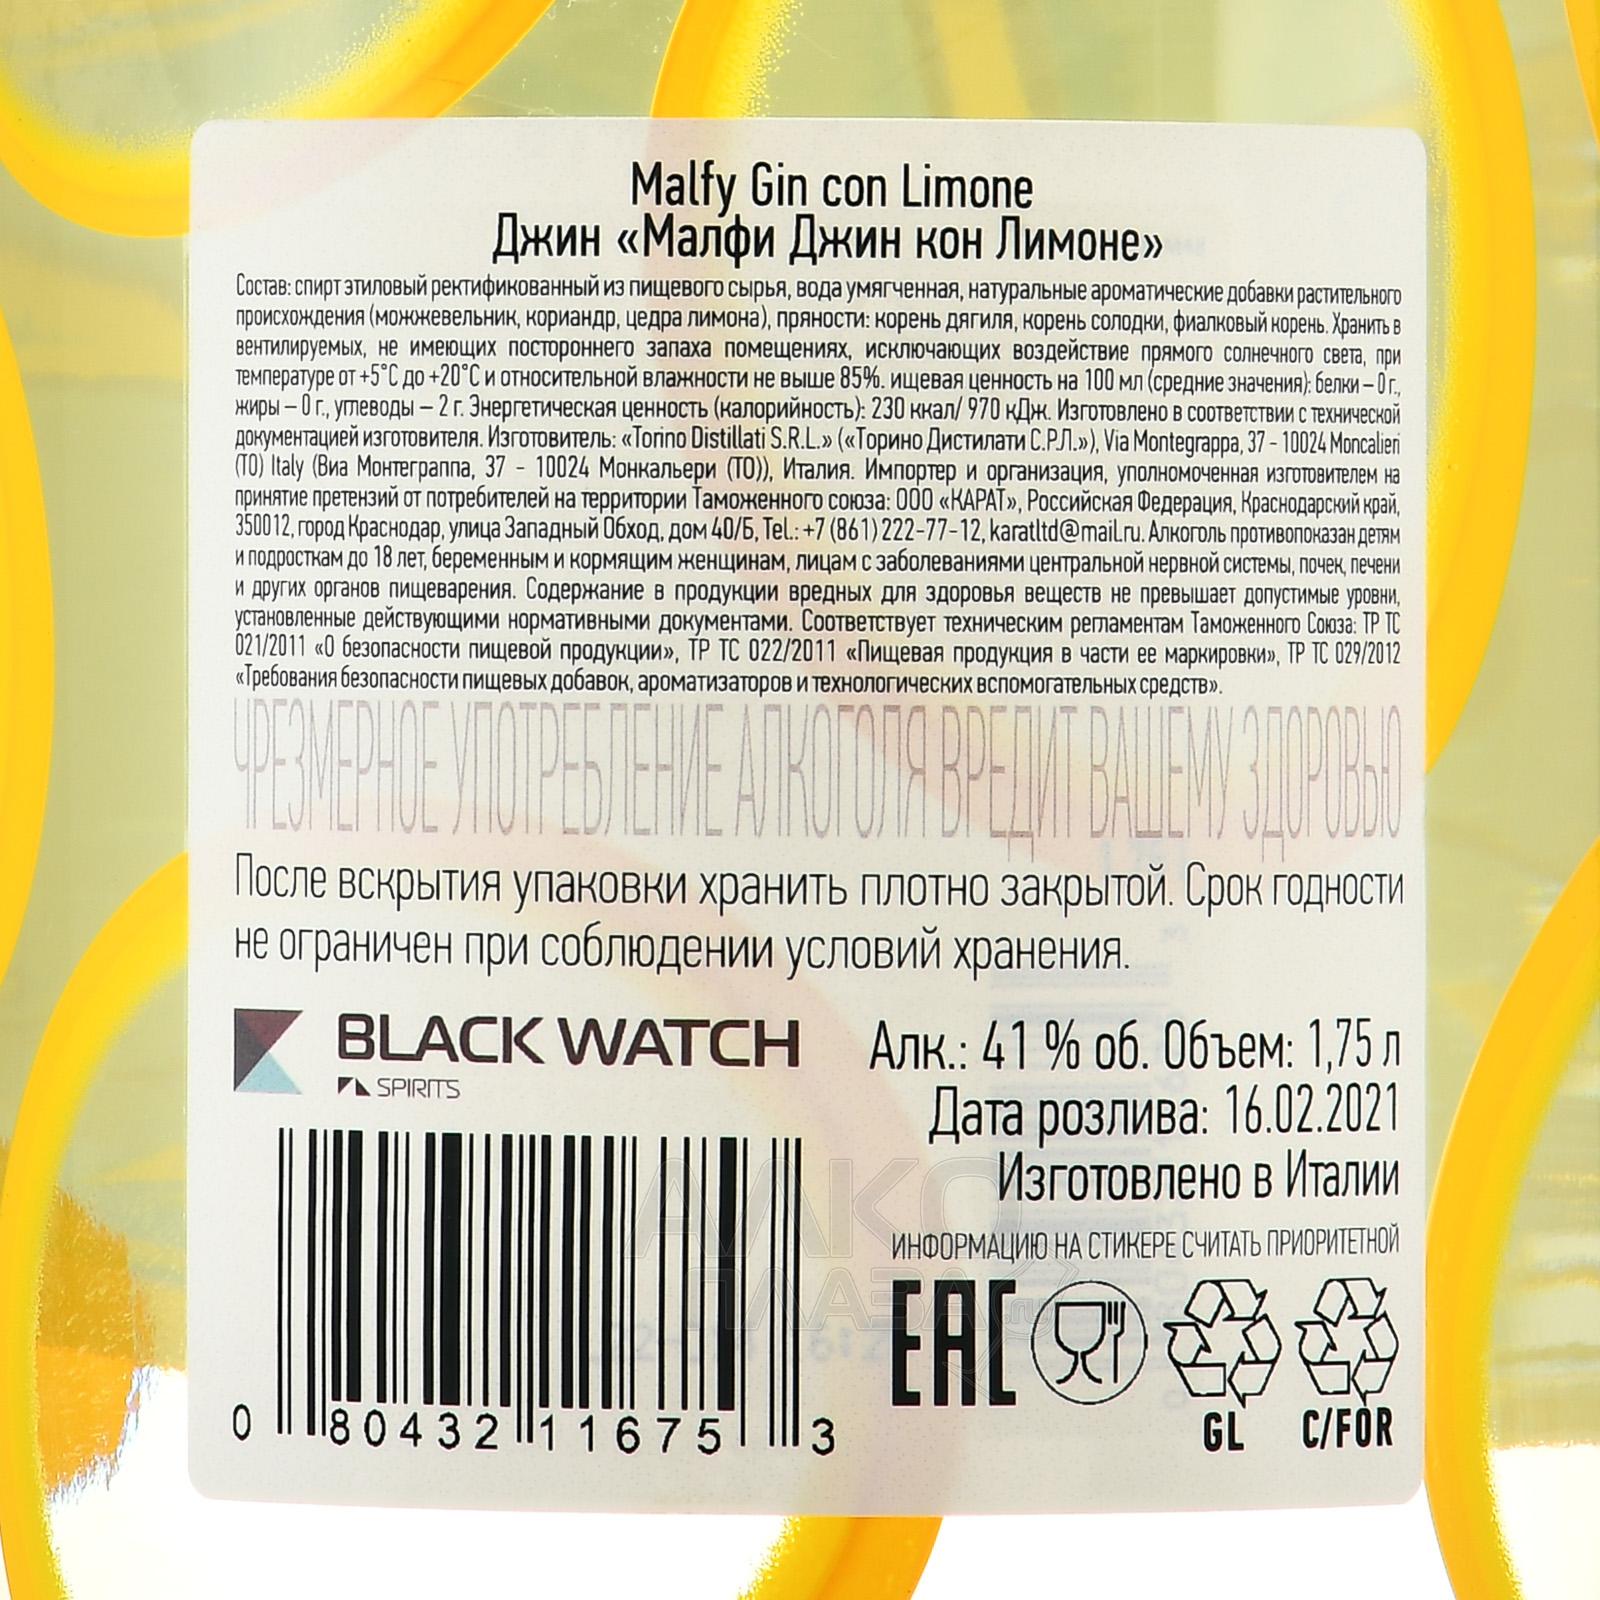 Malfy Gin con Limone
Джин «Малфи Джин кон Лимоне»
Состав: спирт этиловый ректификованный из пищевого сырья, вода умягченная, натуральные ароматические добавки растительного
происхождения (можжевельник, кориандр, цедра лимона), пряности: корень дягиля, корень солодки, фиалковый корень. Хранить в
вентилируемых, не имеющих постороннего запаха помещениях, исключающих воздействие прямого солнечного света, при
температуре от +5˚С до +20˚С и относительной влажности не выше 85%. ищевая ценность на 100 мл (средние значения): белки – 0 г.,
жиры – 0 г., углеводы – 2 г. Энергетическая ценность (калорийность): 230 ккал/ 970 кДж. Изготовлено в соответствии с технической
документацией изготовителя. Изготовитель: «Torino Distillati S.R.L.» («Торино Дистилати С.Р.Л.»), Via Montegrappa, 37 - 10024 Moncalieri
(TO) Italy (Виа Монтеграппа, 37 - 10024 Монкальери (ТО)), Италия. Импортер и организация, уполномоченная изготовителем на
принятие претензий от потребителей на территории Таможенного союза: ООО «КАРАТ», Российская Федерация, Краснодарский край,
350012, город Краснодар, улица Западный Обход, дом 40/Б, Tel.: +7 (861) 222-77-12, karatltd@mail.ru. Алкоголь противопоказан детям
и подросткам до 18 лет, беременным и кормящим женщинам, лицам с заболеваниями центральной нервной системы, почек, печени
и других органов пищеварения. Содержание в продукции вредных для здоровья веществ не превышает допустимые уровни,
установленные действующими нормативными документами. Соответствует техническим регламентам Таможенного Союза: ТР ТС
021/2011 «О безопасности пищевой продукции», ТР ТС 022/2011 «Пищевая продукция в части ее маркировки», ТР ТС 029/2012
«Требования безопасности пищевых добавок, ароматизаторов и технологических вспомогательных средств».
ЧРЕЗМЕРНОЕ УПОТРЕБЛЕНИЕ АЛКОГОЛЯ ВРЕДИТ ВАШЕМУ ЗДОРОВЬЮ
После вскрытия упаковки хранить плотно закрытой. Срок годности
не ограничен при соблюдении условий хранения.
BLACK WATCH
SPIRITS
Алк.: 41 % об. Объем: 1,75 л
Дата розлива: 16.02.2021
Изготовлено в Италии
ИНФОРМАЦИЮ НА СТИКЕРЕ СЧИТАТЬ ПРИОРИТЕТНОЙ
EAC
GL C/FOR
0 80432 11675 3
АЛКО
ПЛАЗА.ru